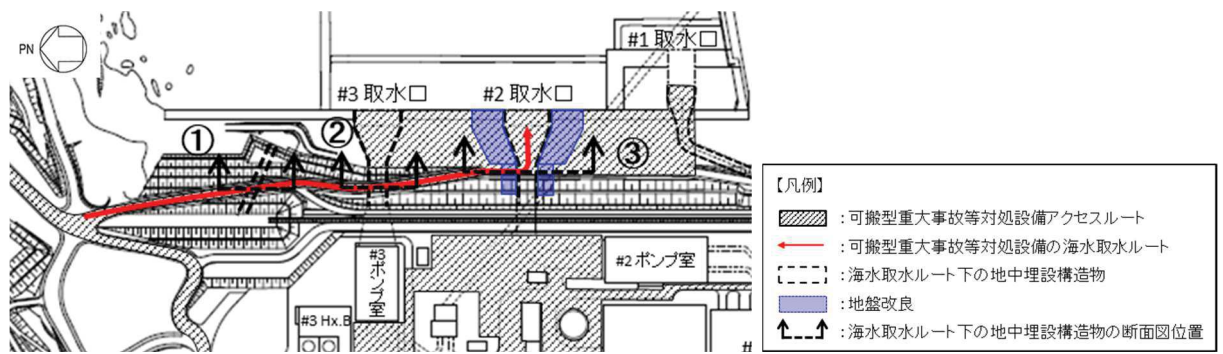 PN
#1 取水口
#3 取水口
#2 取水口
①
②
③
#3 ポンプ室
#2 ポンプ室
#3 Hx.B
#
【凡例】
:可搬型重大事故等対処設備アクセスルート
:可搬型重大事故等対処設備の海水取水ルート
:海水取水ルート下の地中埋設構造物
:地盤改良
:海水取水ルート下の地中埋設構造物の断面図位置